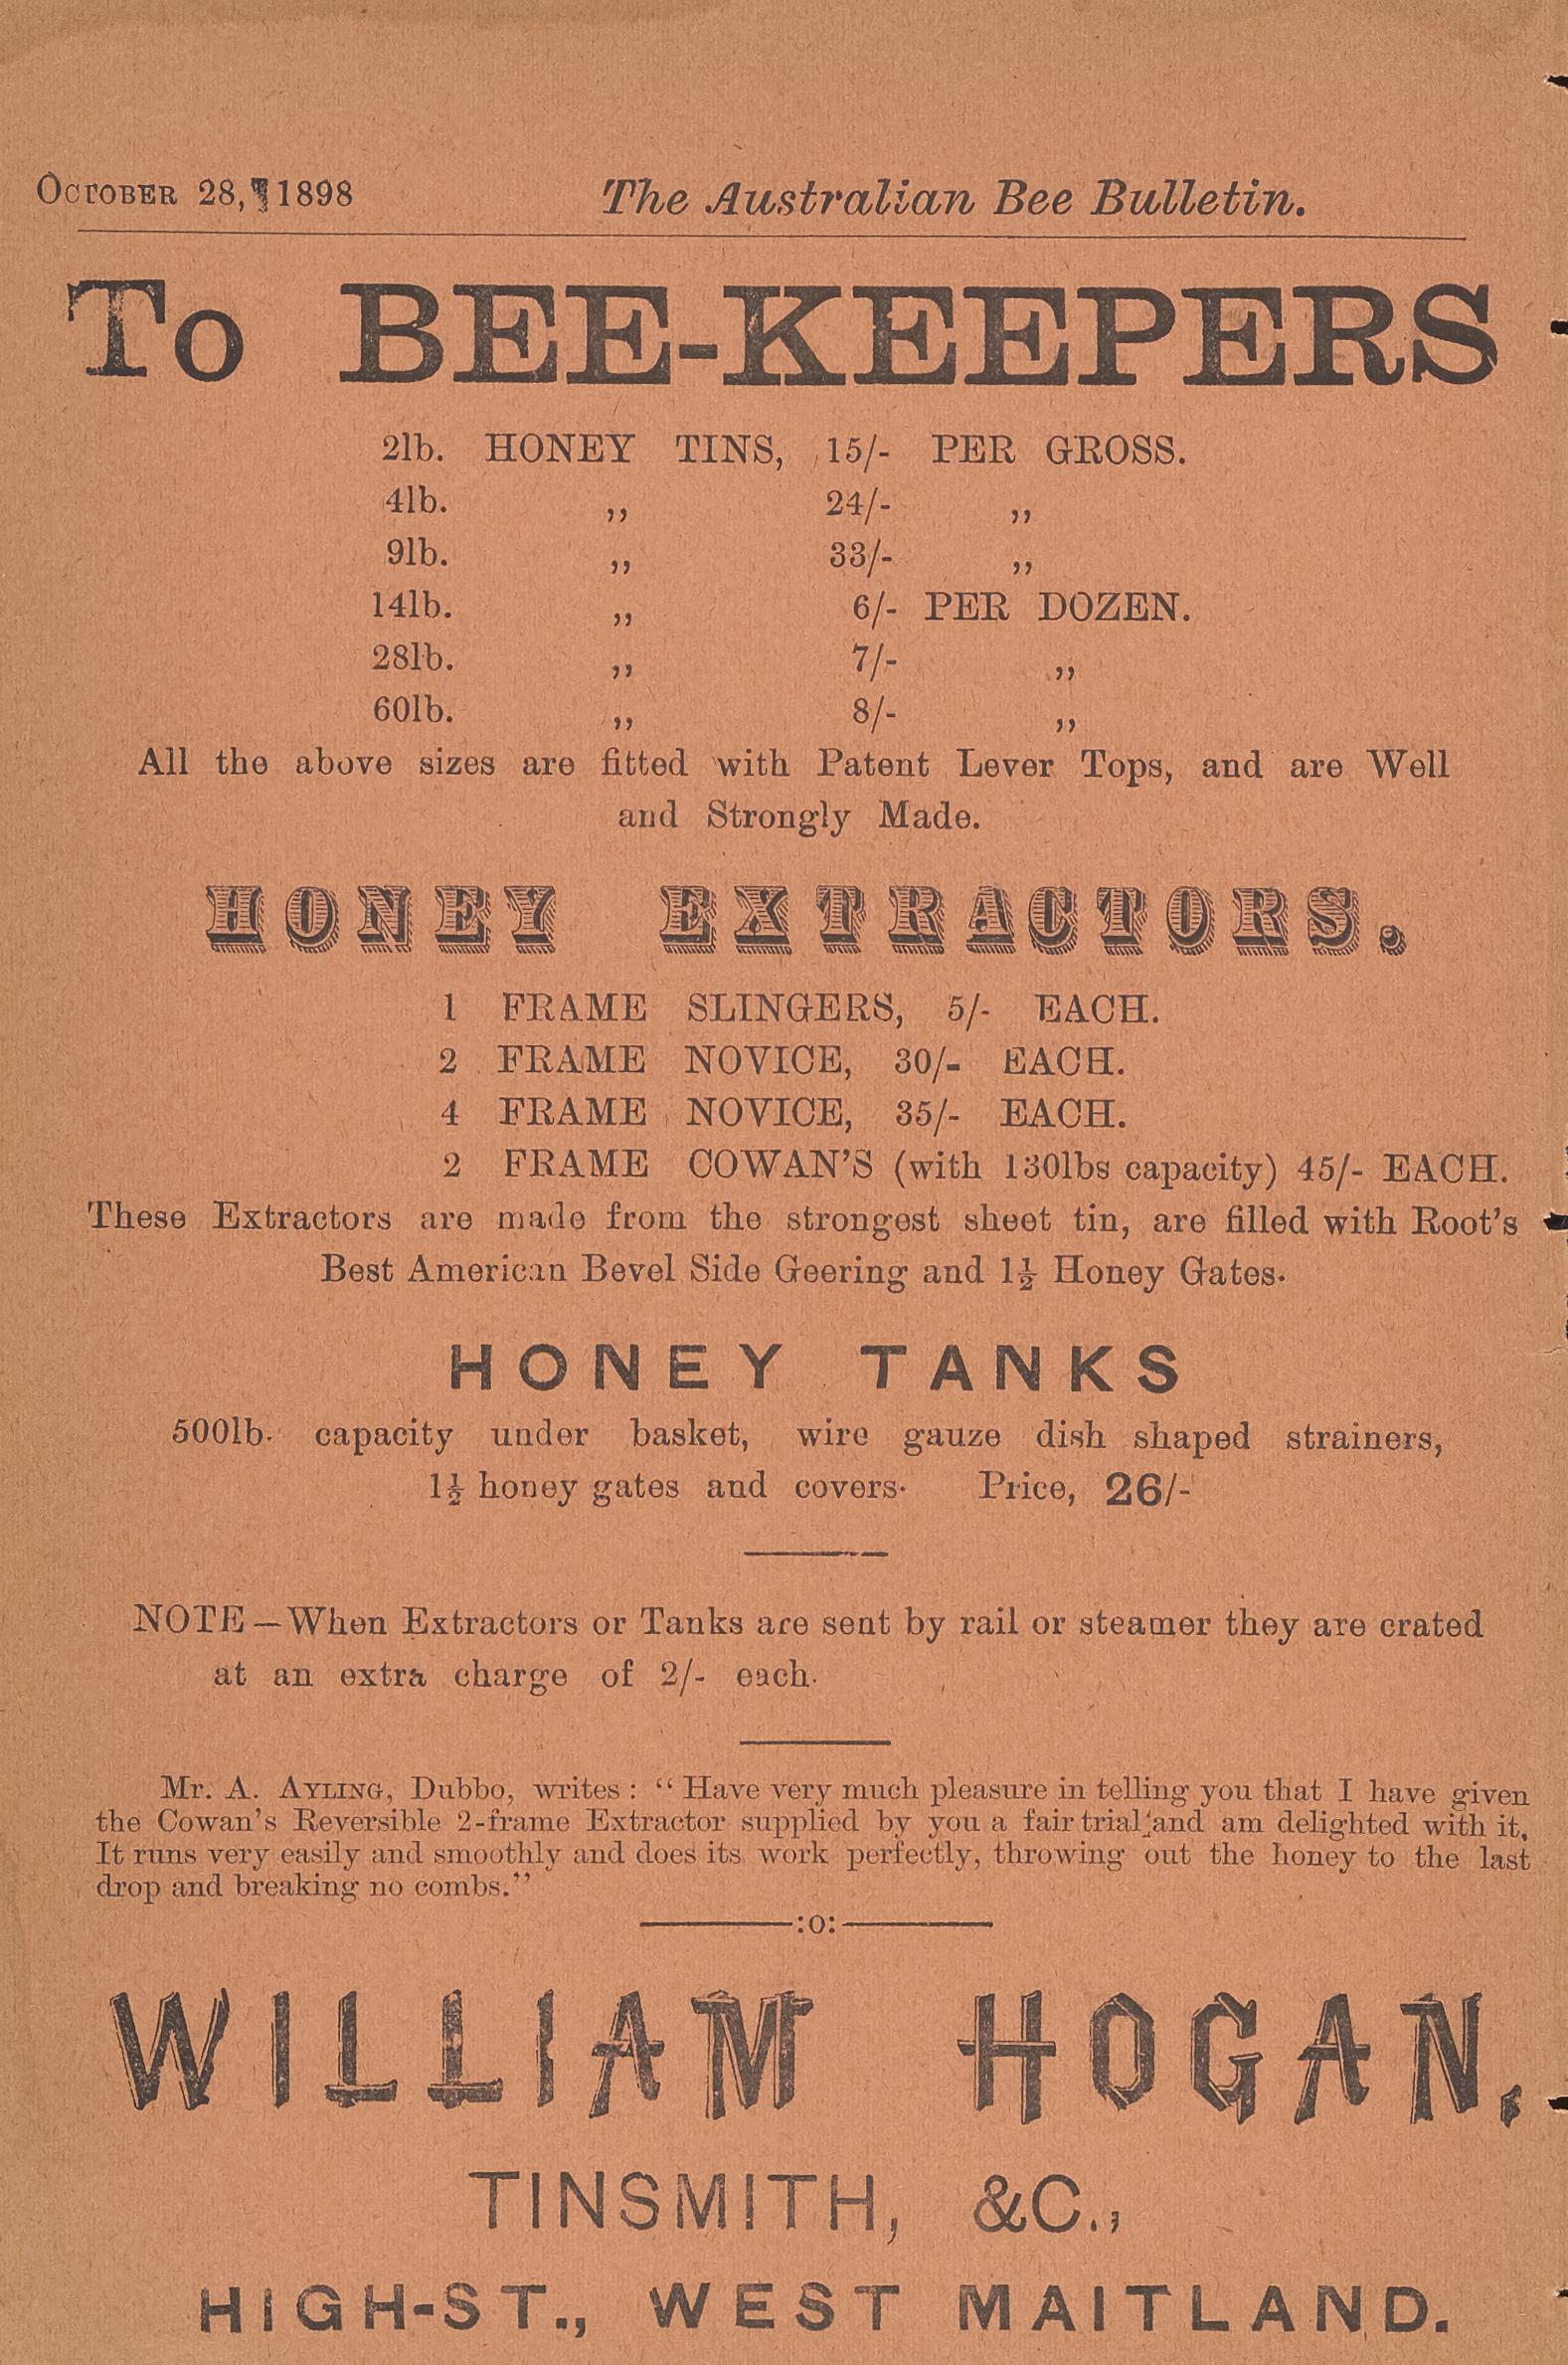 OCTOBER 28, 1898 The Australian Bee Bulletin.
To BEE-KEEPERS
2lb. HONEY TINS, 15/- PER GROSS.
4lb. ,, 24/- ,,
9lb. ,, 33/- ,,
14lb. ,, 6/- PER DOZEN.
28lb. ,, 7/- ,,
60lb. ,, 8/- ,,
All the above sizes are fitted with Patent Lever Tops, and are Well
and Strongly Made.
HONEY EXTRACTORS.
1 FRAME SLINGERS, 5/- EACH.
2 FRAME NOVICE, 30/- EACH.
4 FRAME NOVICE, 35/- EACH.
2 FRAME COWAN'S (with 130lbs capacity) 45/- EACH.
These Extractors are made from the strongest sheet tin, are filled with Root's
Best American Bevel Side Geering and 1½ Honey Gates.
HONEY TANKS
500lb. capacity under basket, wire gauze dish shaped strainers,
1½ honey gates and covers. Price, 26/-
NOTE—When Extractors or Tanks are sent by rail or steamer they are crated
at an extra charge of 2/- each.
Mr. A. AYLING, Dubbo, writes : "Have very much pleasure in telling you that I have given
the Cowan's Reversible 2-frame Extractor supplied by you a fair trial and am delighted with it,
It runs very easily and smoothly and does its work perfectly, throwing out the honey to the last
drop and breaking no combs."
:o:
WILLIAM HOGAN,
TINSMITH, &C.,
HIGH-ST., WEST MAITLAND.